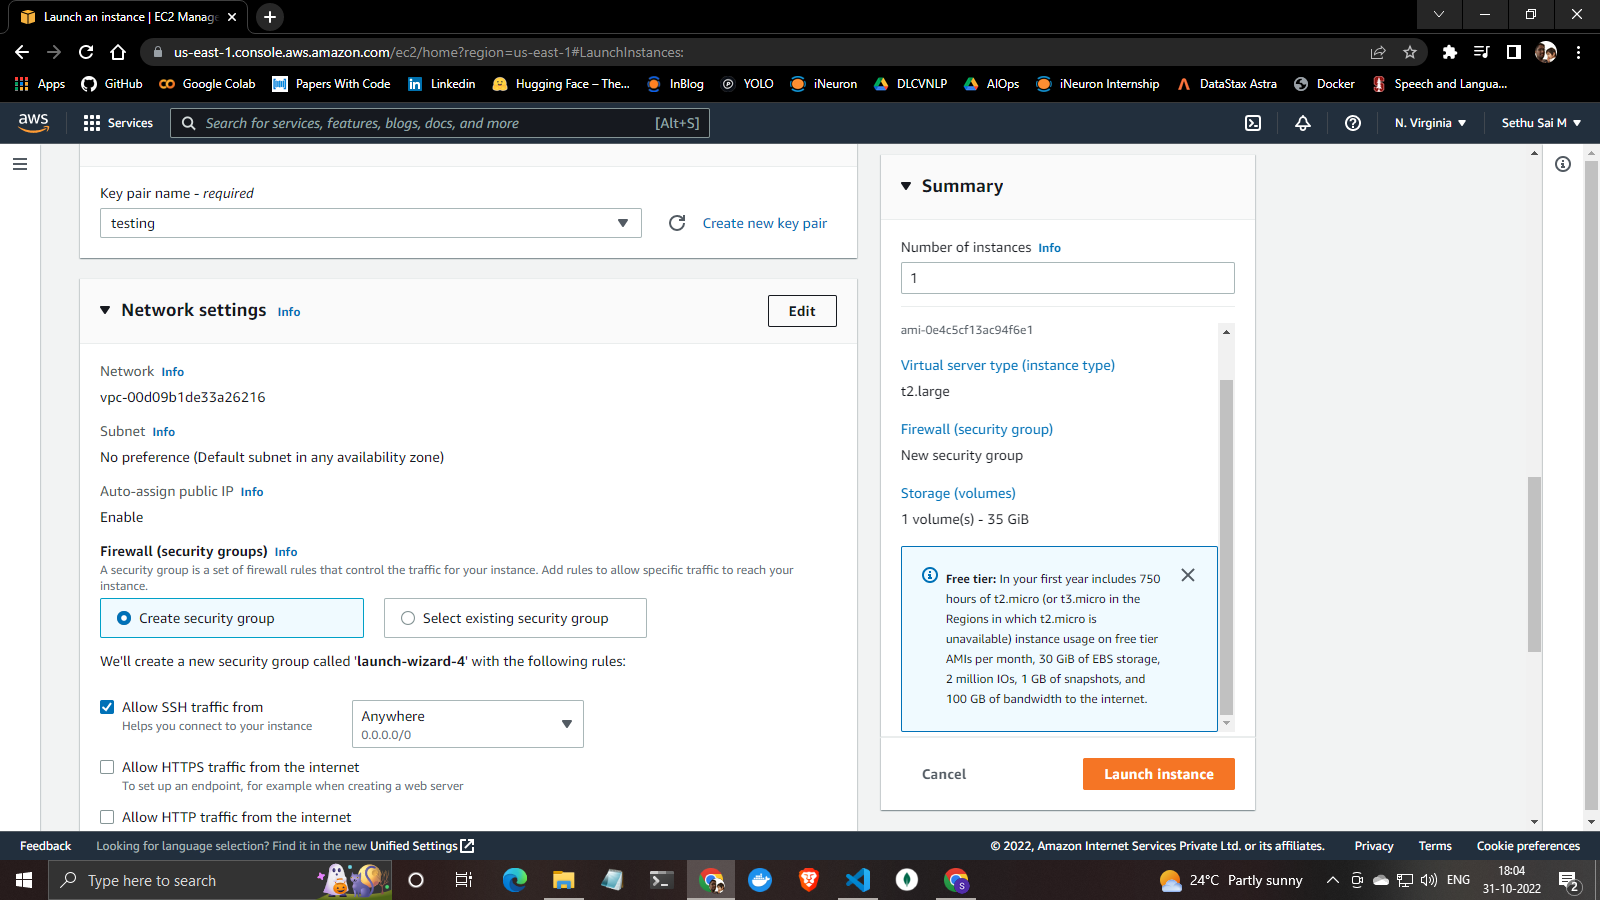 Launch an instance | EC2 Manage
us-east-1.console.aws.amazon.com/ec2/home?region=us-east-1#LaunchInstances:
Apps GitHub Google Colab Papers With Code Linkedin Hugging Face – The... InBlog YOLO iNeuron DLCVNLP AIOps iNeuron Internship DataStax Astra Docker Speech and Langua...
aws Services Search for services, features, blogs, docs, and more [Alt+S] N. Virginia Sethu Sai M
Key pair name - required
testing
Create new key pair
Network settings Info
Edit
Network Info
vpc-00d09b1de33a26216
Subnet Info
No preference (Default subnet in any availability zone)
Auto-assign public IP Info
Enable
Firewall (security groups) Info
A security group is a set of firewall rules that control the traffic for your instance. Add rules to allow specific traffic to reach your
instance.
Create security group
Select existing security group
We'll create a new security group called 'launch-wizard-4' with the following rules:
Allow SSH traffic from
Helps you connect to your instance
Anywhere
0.0.0.0/0
Allow HTTPS traffic from the internet
To set up an endpoint, for example when creating a web server
Allow HTTP traffic from the internet
Summary
Number of instances Info
1
ami-0e4c5cf13ac94f6e1
Virtual server type (instance type)
t2.large
Firewall (security group)
New security group
Storage (volumes)
1 volume(s) - 35 GiB
Free tier: In your first year includes 750
hours of t2.micro (or t3.micro in the
Regions in which t2.micro is
unavailable) instance usage on free tier
AMIs per month, 30 GiB of EBS storage,
2 million IOs, 1 GB of snapshots, and
100 GB of bandwidth to the internet.
Cancel
Launch instance
Feedback Looking for language selection? Find it in the new Unified Settings © 2022, Amazon Internet Services Private Ltd. or its affiliates. Privacy Terms Cookie preferences
Type here to search
24°C Partly sunny
ENG
18:04
31-10-2022
2